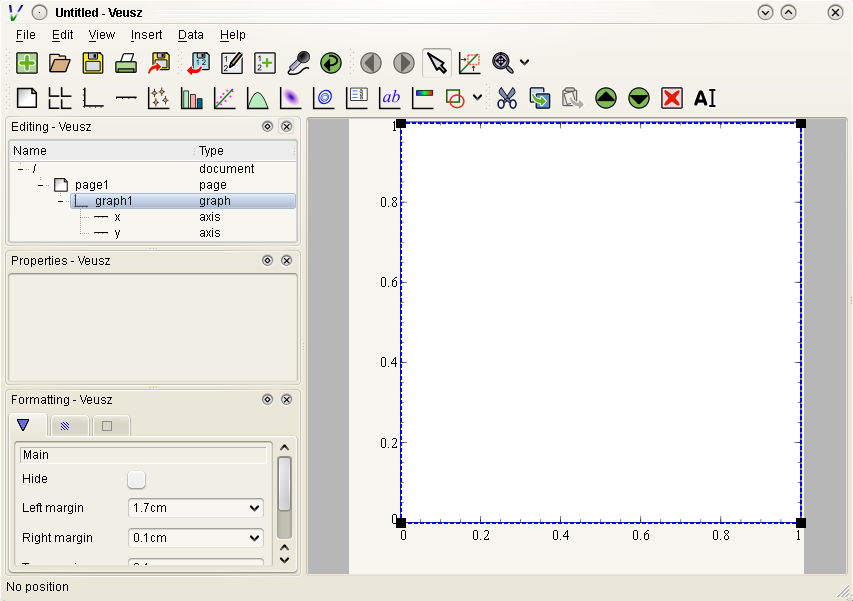 Untitled - Veusz
File Edit View Insert Data Help
Editing - Veusz
Name Type
/ document
page1 page
graph1 graph
x axis
y axis
Properties - Veusz
Formatting - Veusz
Main
Hide
Left margin 1.7cm
Right margin 0.1cm
ab
AI
1
0.8
0.6
0.4
0.2
0
0 0.2 0.4 0.6 0.8 1
No position